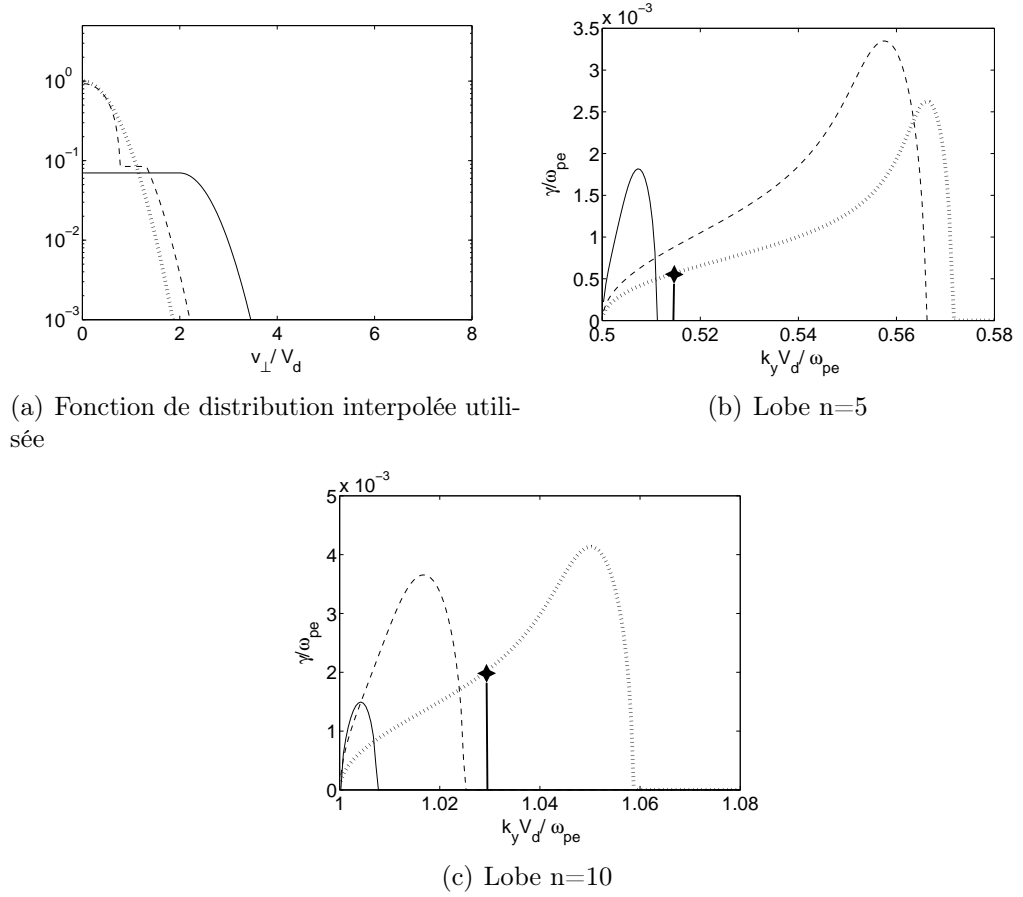 10^0
10^−1
10^−2
10^−3
0 2 4 6 8
v⊥/ V_d
(a) Fonction de distribution interpolée utili-
sée
x 10^−3
3.5
3
2.5
2
1.5
1
0.5
0
γ/ω_pe
0.5 0.52 0.54 0.56 0.58
k_y V_d / ω_pe
(b) Lobe n=5
x 10^−3
5
4
3
2
1
0
γ/ω_pe
1 1.02 1.04 1.06 1.08
k_y V_d / ω_pe
(c) Lobe n=10